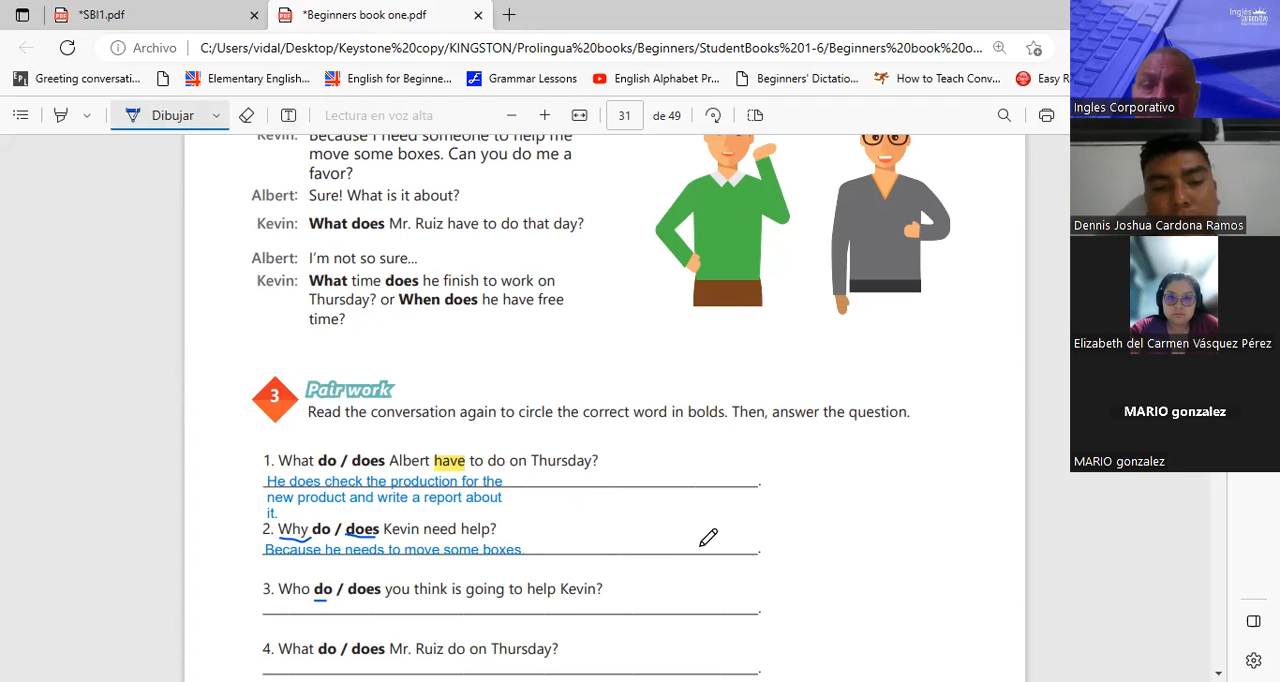 *SBI1.pdf
*Beginners book one.pdf
Archivo
C:/Users/vidal/Desktop/Keystone%20copy/KINGSTON/Prolingua%20books/Beginners/StudentBooks%201-6/Beginners%20book%20o...
Greeting conversati...
Elementary English...
English for Beginne...
Grammar Lessons
English Alphabet Pr...
Beginners' Dictatio...
How to Teach Conv...
Easy R
Dibujar
Lectura en voz alta
31
de 49
Kevin: Because I need someone to help me
move some boxes. Can you do me a
favor?
Albert: Sure! What is it about?
Kevin: What does Mr. Ruiz have to do that day?
Albert: I'm not so sure...
Kevin: What time does he finish to work on
Thursday? or When does he have free
time?
3 Pair work
Read the conversation again to circle the correct word in bolds. Then, answer the question.
1. What do / does Albert have to do on Thursday?
He does check the production for the
new product and write a report about
it.
2. Why do / does Kevin need help?
Because he needs to move some boxes.
3. Who do / does you think is going to help Kevin?
4. What do / does Mr. Ruiz do on Thursday?
Inglés
Ingles Corporativo
Dennis Joshua Cardona Ramos
Elizabeth del Carmen Vásquez Pérez
MARIO gonzalez
MARIO gonzalez